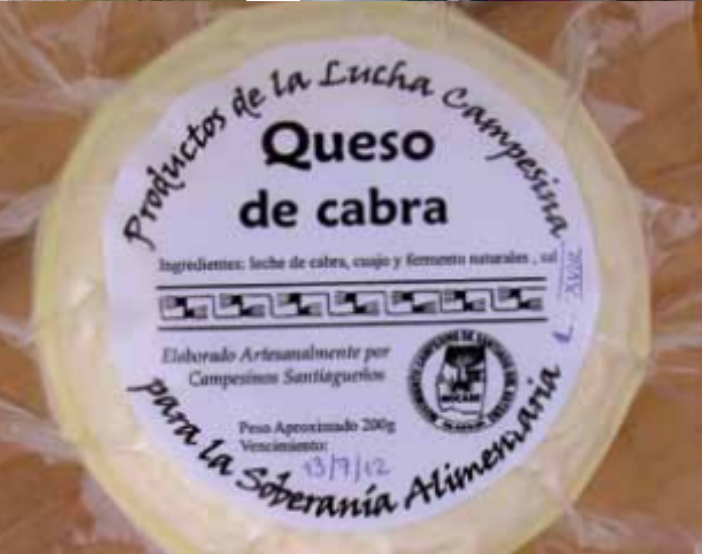 Productos de la Lucha Campesina
Queso
de cabra
Ingredientes: leche de cabra, cuajo y fermento naturales , sal
Elaborado Artesanalmente por
Campesinos Santiagueños
MOCASE
Peso Aproximado 200g
Vencimiento:
13/7/12
para la Soberanía Alimentaria